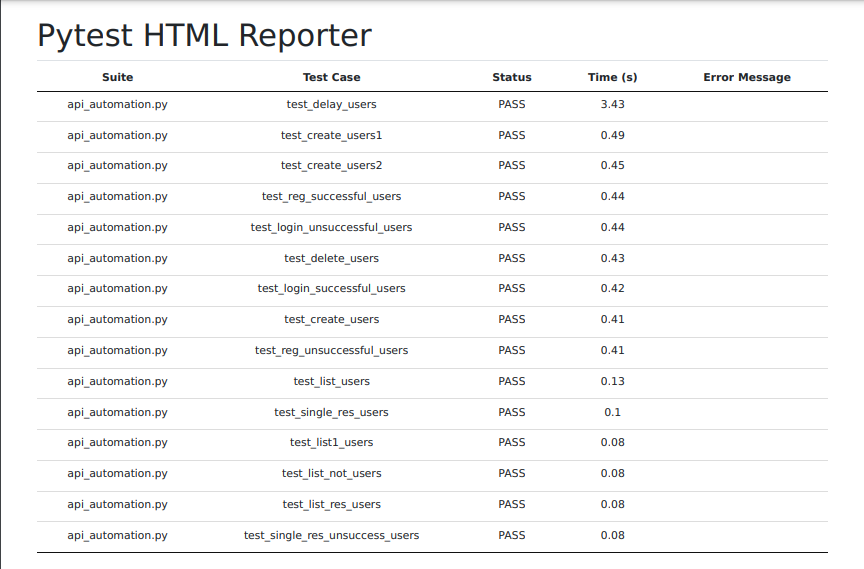 Pytest HTML Reporter
Suite Test Case Status Time (s) Error Message
api_automation.py test_delay_users PASS 3.43
api_automation.py test_create_users1 PASS 0.49
api_automation.py test_create_users2 PASS 0.45
api_automation.py test_reg_successful_users PASS 0.44
api_automation.py test_login_unsuccessful_users PASS 0.44
api_automation.py test_delete_users PASS 0.43
api_automation.py test_login_successful_users PASS 0.42
api_automation.py test_create_users PASS 0.41
api_automation.py test_reg_unsuccessful_users PASS 0.41
api_automation.py test_list_users PASS 0.13
api_automation.py test_single_res_users PASS 0.1
api_automation.py test_list1_users PASS 0.08
api_automation.py test_list_not_users PASS 0.08
api_automation.py test_list_res_users PASS 0.08
api_automation.py test_single_res_unsuccess_users PASS 0.08